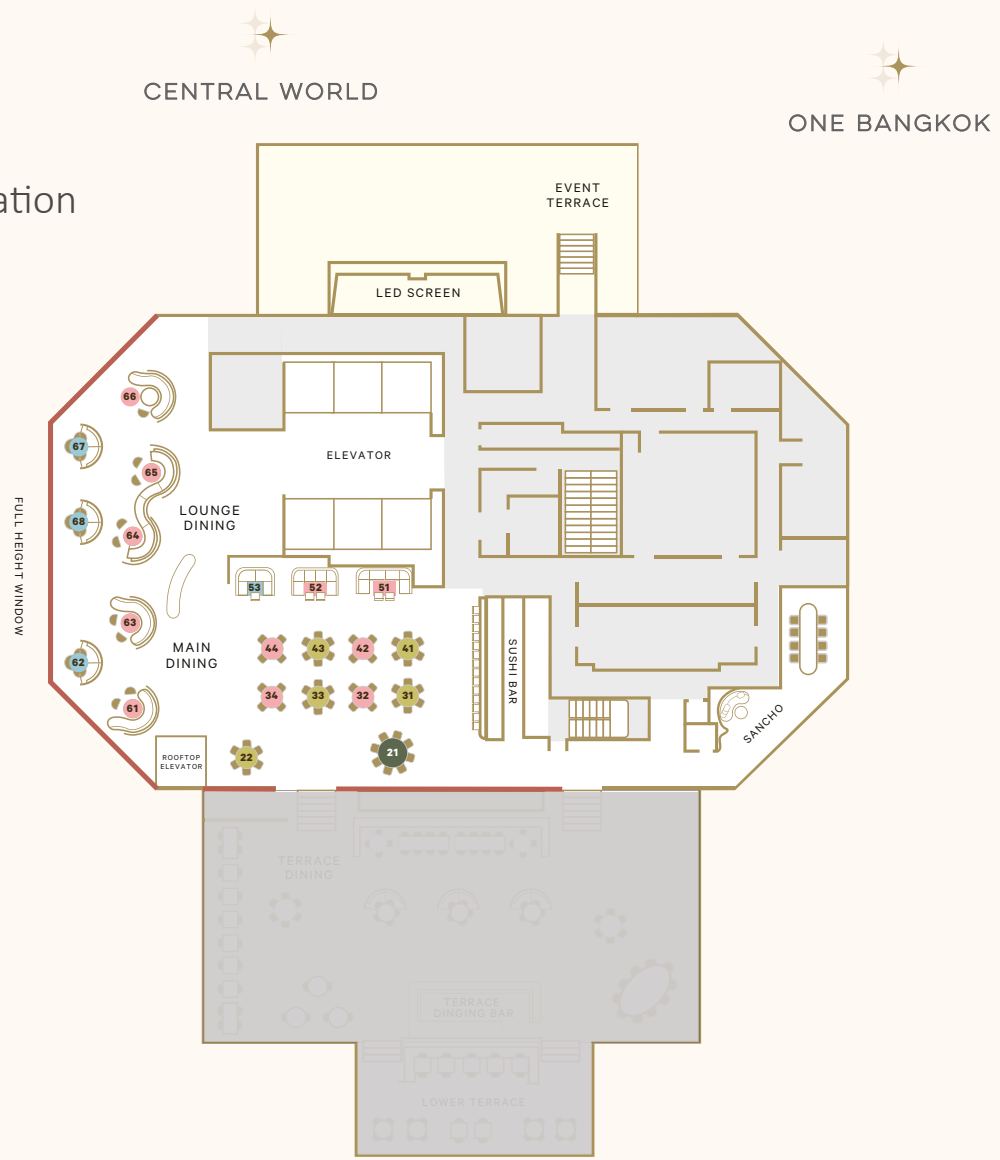 CENTRAL WORLD
ONE BANGKOK
ation
EVENT
TERRACE
LED SCREEN
66
67
ELEVATOR
65
LOUNGE
DINING
68
64
FULL HEIGHT WINDOW
53
52
51
63
MAIN
DINING
62
44
43
42
41
SUSHI BAR
34
33
32
31
61
SANCHO
ROOFTOP
ELEVATOR
22
21
TERRACE
DINING
TERRACE
DINGING BAR
LOWER TERRACE